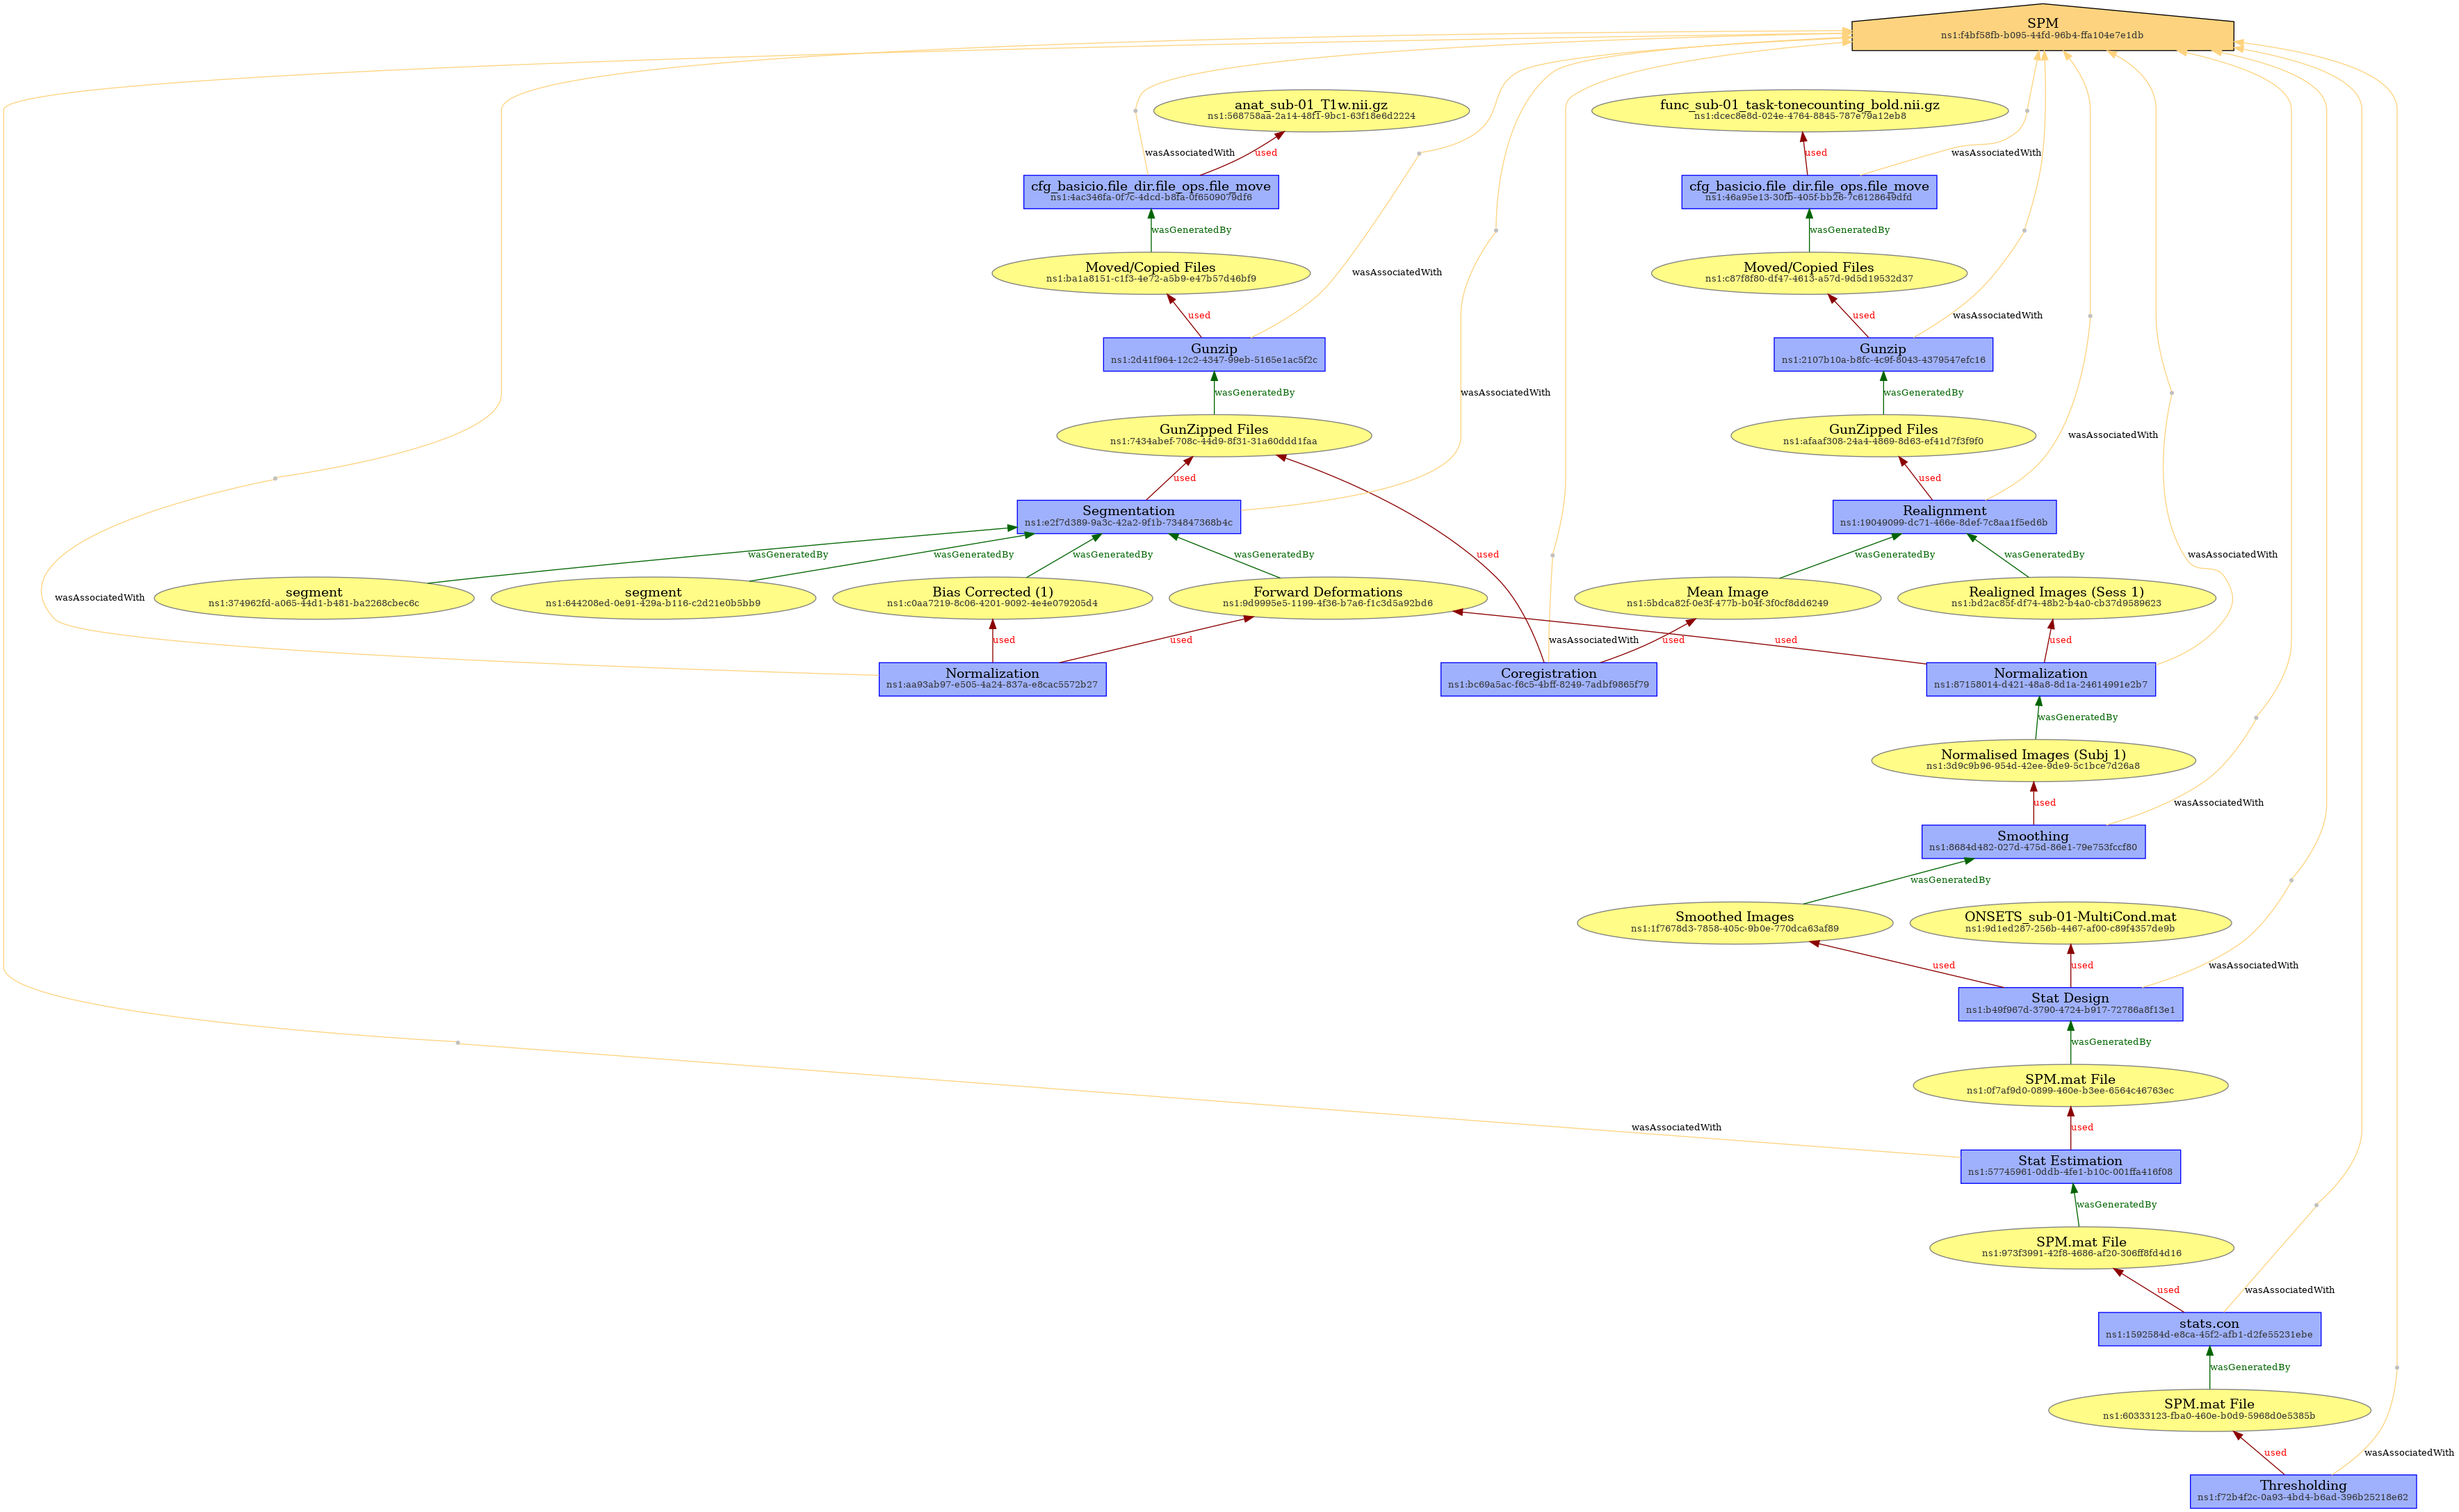 SPM
ns1:f4bf58fb-b095-44fd-96b4-ffa104e7e1db
anat_sub-01_T1w.nii.gz
ns1:568758aa-2a14-48f1-9bc1-63f18e6d2224
func_sub-01_task-tonecounting_bold.nii.gz
ns1:dcec8e8d-024e-4764-8845-787e79a12eb8
wasAssociatedWith
used
used
wasAssociatedWith
cfg_basicio.file_dir.file_ops.file_move
ns1:4ac346fa-0f7c-4dcd-b8fa-0f6509079df6
cfg_basicio.file_dir.file_ops.file_move
ns1:46a95e13-30fb-405f-bb26-7c6128649dfd
wasGeneratedBy
wasGeneratedBy
Moved/Copied Files
ns1:ba1a8151-c1f3-4e72-a5b9-e47b57d46bf9
wasAssociatedWith
Moved/Copied Files
ns1:c87f8f80-df47-4613-a57d-9d5d19532d37
used
used
wasAssociatedWith
Gunzip
ns1:2d41f964-12c2-4347-99eb-5165e1ac5f2c
Gunzip
ns1:2107b10a-b8fc-4c9f-8043-4379547efc16
wasGeneratedBy
wasAssociatedWith
wasGeneratedBy
GunZipped Files
ns1:7434abef-708c-44d9-8f31-31a60ddd1faa
GunZipped Files
ns1:afaaf308-24a4-4869-8d63-ef41d7f3f9f0
wasAssociatedWith
used
used
Segmentation
ns1:e2f7d389-9a3c-42a2-9f1b-734847368b4c
Realignment
ns1:19049099-dc71-466e-8def-7c8aa1f5ed6b
wasGeneratedBy
wasGeneratedBy
wasGeneratedBy
wasGeneratedBy
used
wasGeneratedBy
wasGeneratedBy
wasAssociatedWith
wasAssociatedWith
segment
ns1:374962fd-a065-44d1-b481-ba2268cbec6c
segment
ns1:644208ed-0e91-429a-b116-c2d21e0b5bb9
Bias Corrected (1)
ns1:c0aa7219-8c06-4201-9092-4e4e079205d4
Forward Deformations
ns1:9d9995e5-1199-4f36-b7a6-f1c3d5a92bd6
Mean Image
ns1:5bdca82f-0e3f-477b-b04f-3f0cf8dd6249
Realigned Images (Sess 1)
ns1:bd2ac85f-df74-48b2-b4a0-cb37d9589623
used
used
wasAssociatedWith
used
used
used
Normalization
ns1:aa93ab97-e505-4a24-837a-e8cac5572b27
Coregistration
ns1:bc69a5ac-f6c5-4bff-8249-7adbf9865f79
Normalization
ns1:87158014-d421-48a8-8d1a-24614991e2b7
wasGeneratedBy
Normalised Images (Subj 1)
ns1:3d9c9b96-954d-42ee-9de9-5c1bce7d26a8
used
wasAssociatedWith
Smoothing
ns1:8684d482-027d-475d-86e1-79e753fccf80
wasGeneratedBy
Smoothed Images
ns1:1f7678d3-7858-405c-9b0e-770dca63af89
ONSETS_sub-01-MultiCond.mat
ns1:9d1ed287-256b-4467-af00-c89f4357de9b
used
used
wasAssociatedWith
Stat Design
ns1:b49f967d-3790-4724-b917-72786a8f13e1
wasGeneratedBy
SPM.mat File
ns1:0f7af9d0-0899-460e-b3ee-6564c46763ec
wasAssociatedWith
used
Stat Estimation
ns1:57745961-0ddb-4fe1-b10c-001ffa416f08
wasGeneratedBy
SPM.mat File
ns1:973f3991-42f8-4686-af20-306ff8fd4d16
used
wasAssociatedWith
stats.con
ns1:1592584d-e8ca-45f2-afb1-d2fe55231ebe
wasGeneratedBy
SPM.mat File
ns1:60333123-fba0-460e-b0d9-5968d0e5385b
used
wasAssociatedWith
Thresholding
ns1:f72b4f2c-0a93-4bd4-b6ad-396b25218e62